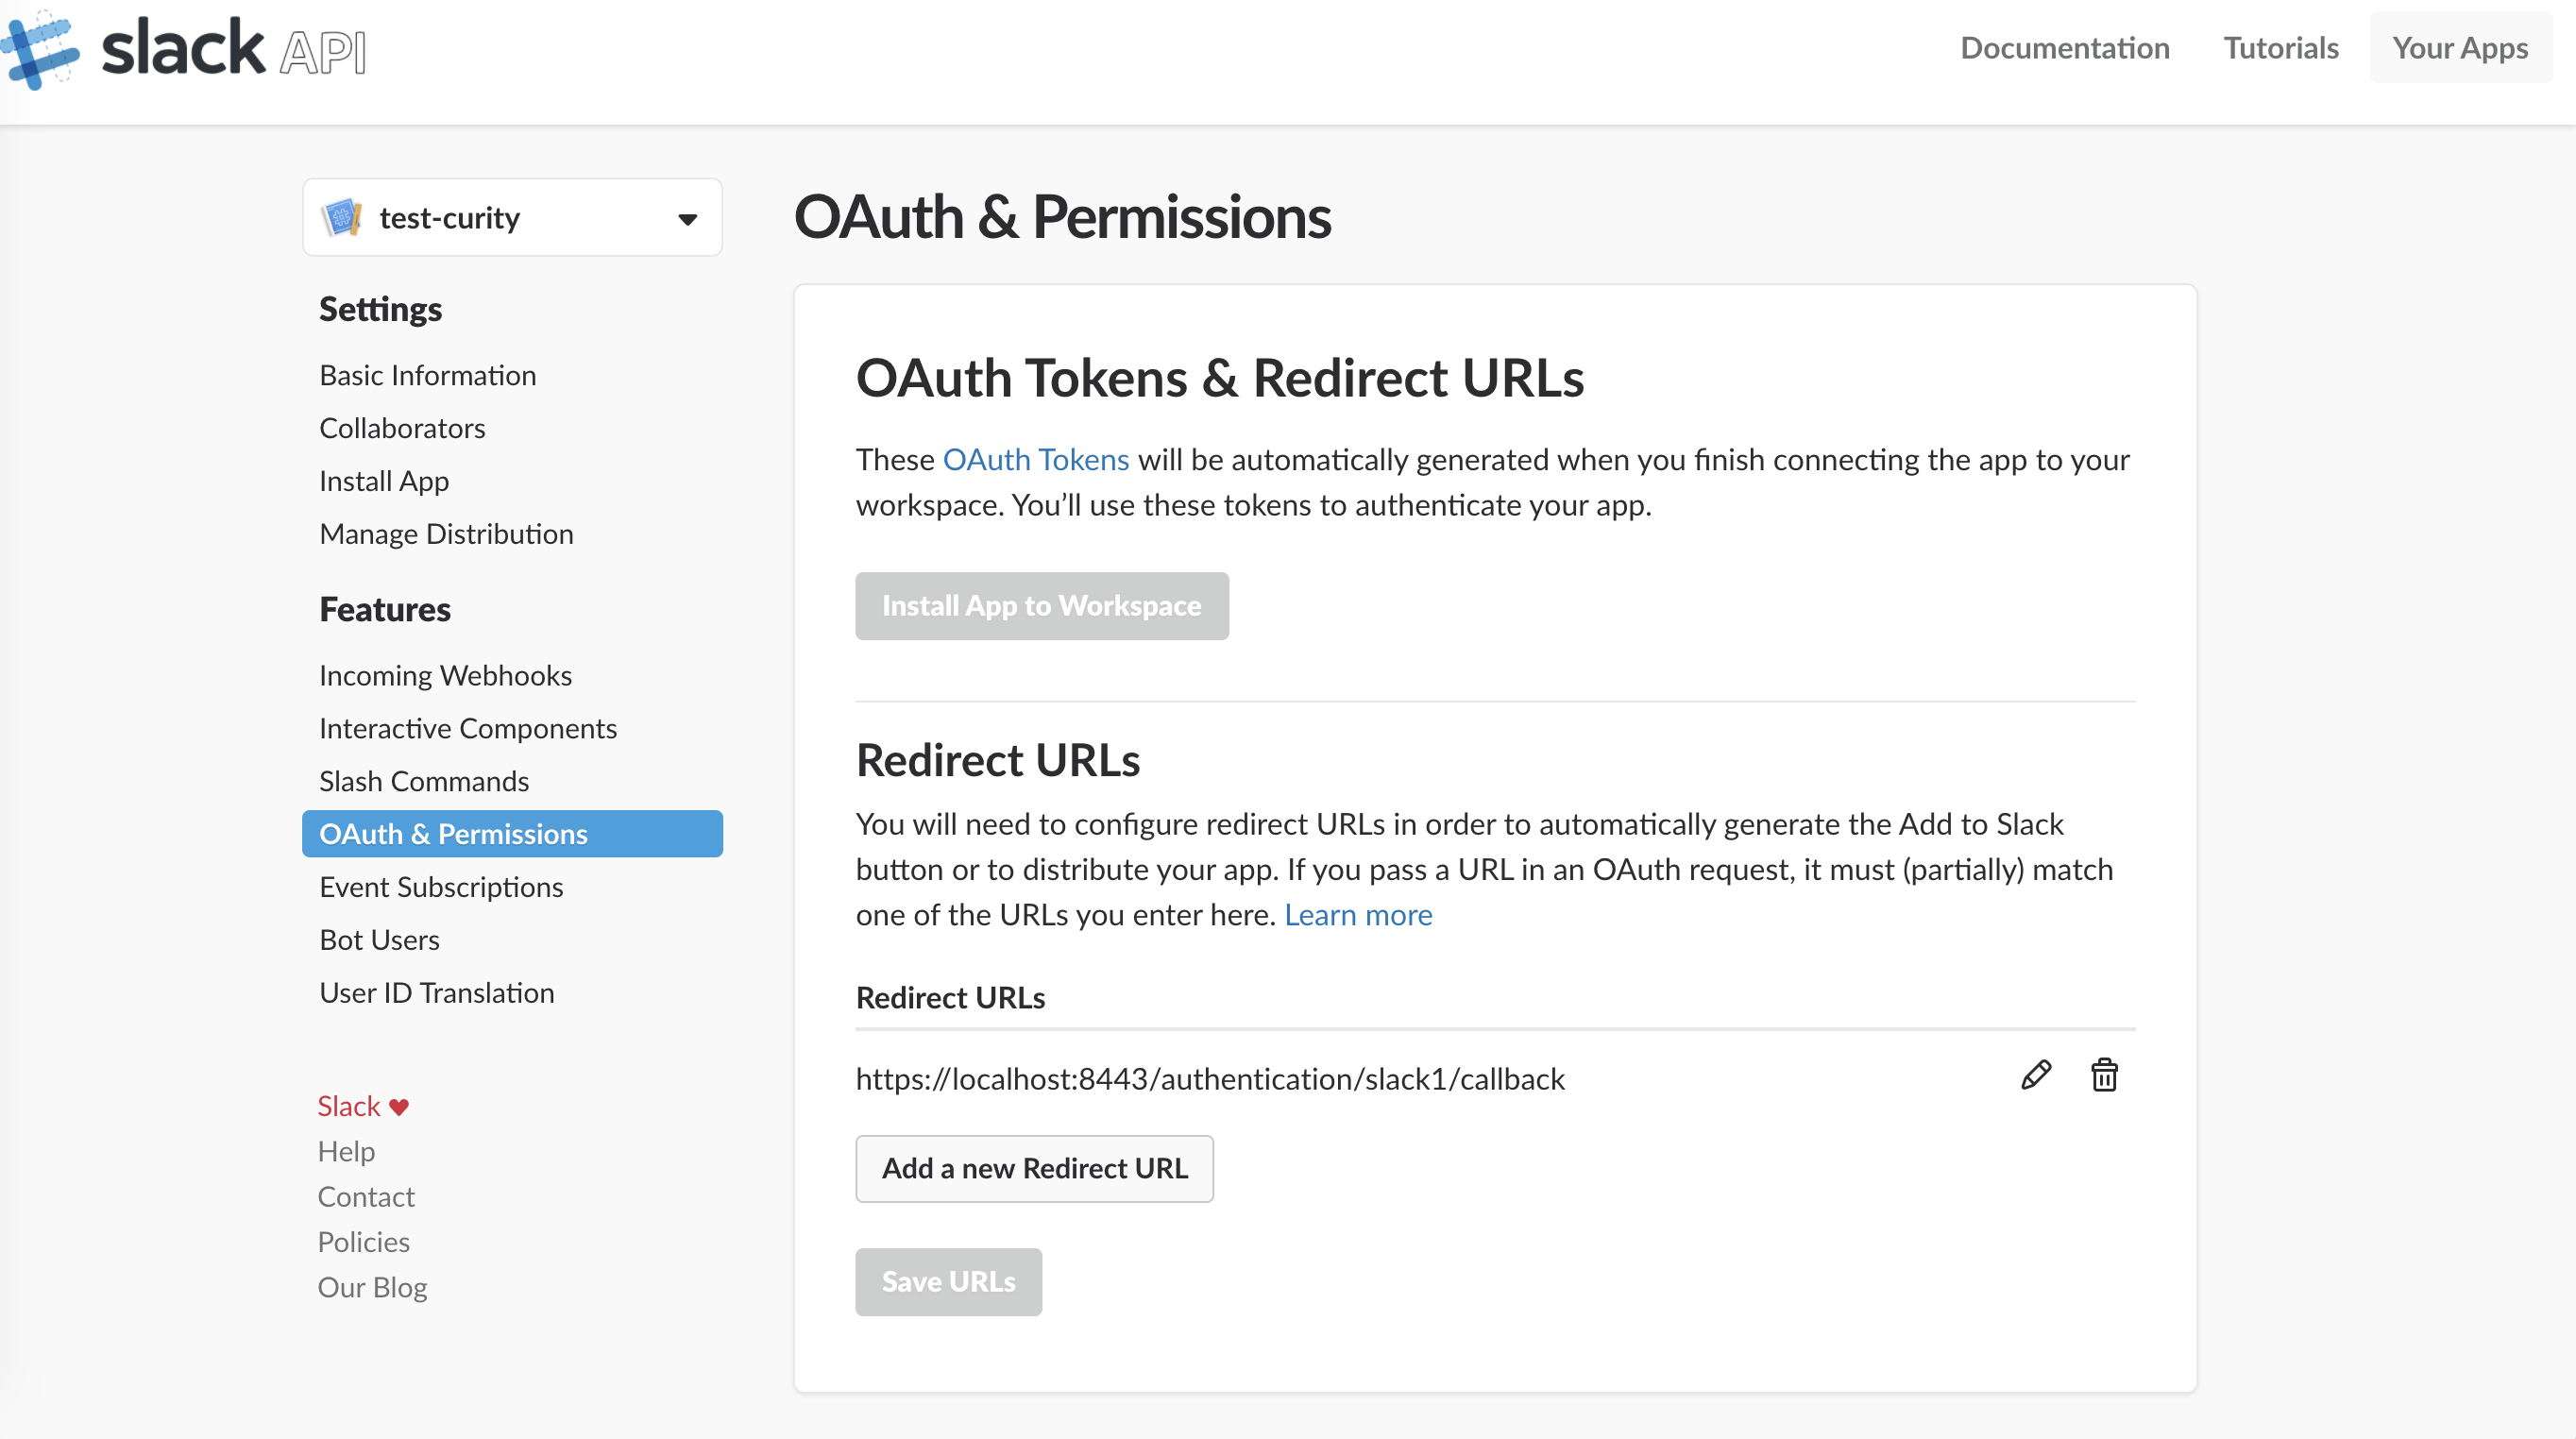 slack API
Documentation
Tutorials
Your Apps
test-curity
Settings
Basic Information
Collaborators
Install App
Manage Distribution
Features
Incoming Webhooks
Interactive Components
Slash Commands
OAuth & Permissions
Event Subscriptions
Bot Users
User ID Translation
Slack ❤
Help
Contact
Policies
Our Blog
OAuth & Permissions
OAuth Tokens & Redirect URLs
These OAuth Tokens will be automatically generated when you finish connecting the app to your
workspace. You’ll use these tokens to authenticate your app.
Install App to Workspace
Redirect URLs
You will need to configure redirect URLs in order to automatically generate the Add to Slack
button or to distribute your app. If you pass a URL in an OAuth request, it must (partially) match
one of the URLs you enter here. Learn more
Redirect URLs
https://localhost:8443/authentication/slack1/callback
Add a new Redirect URL
Save URLs